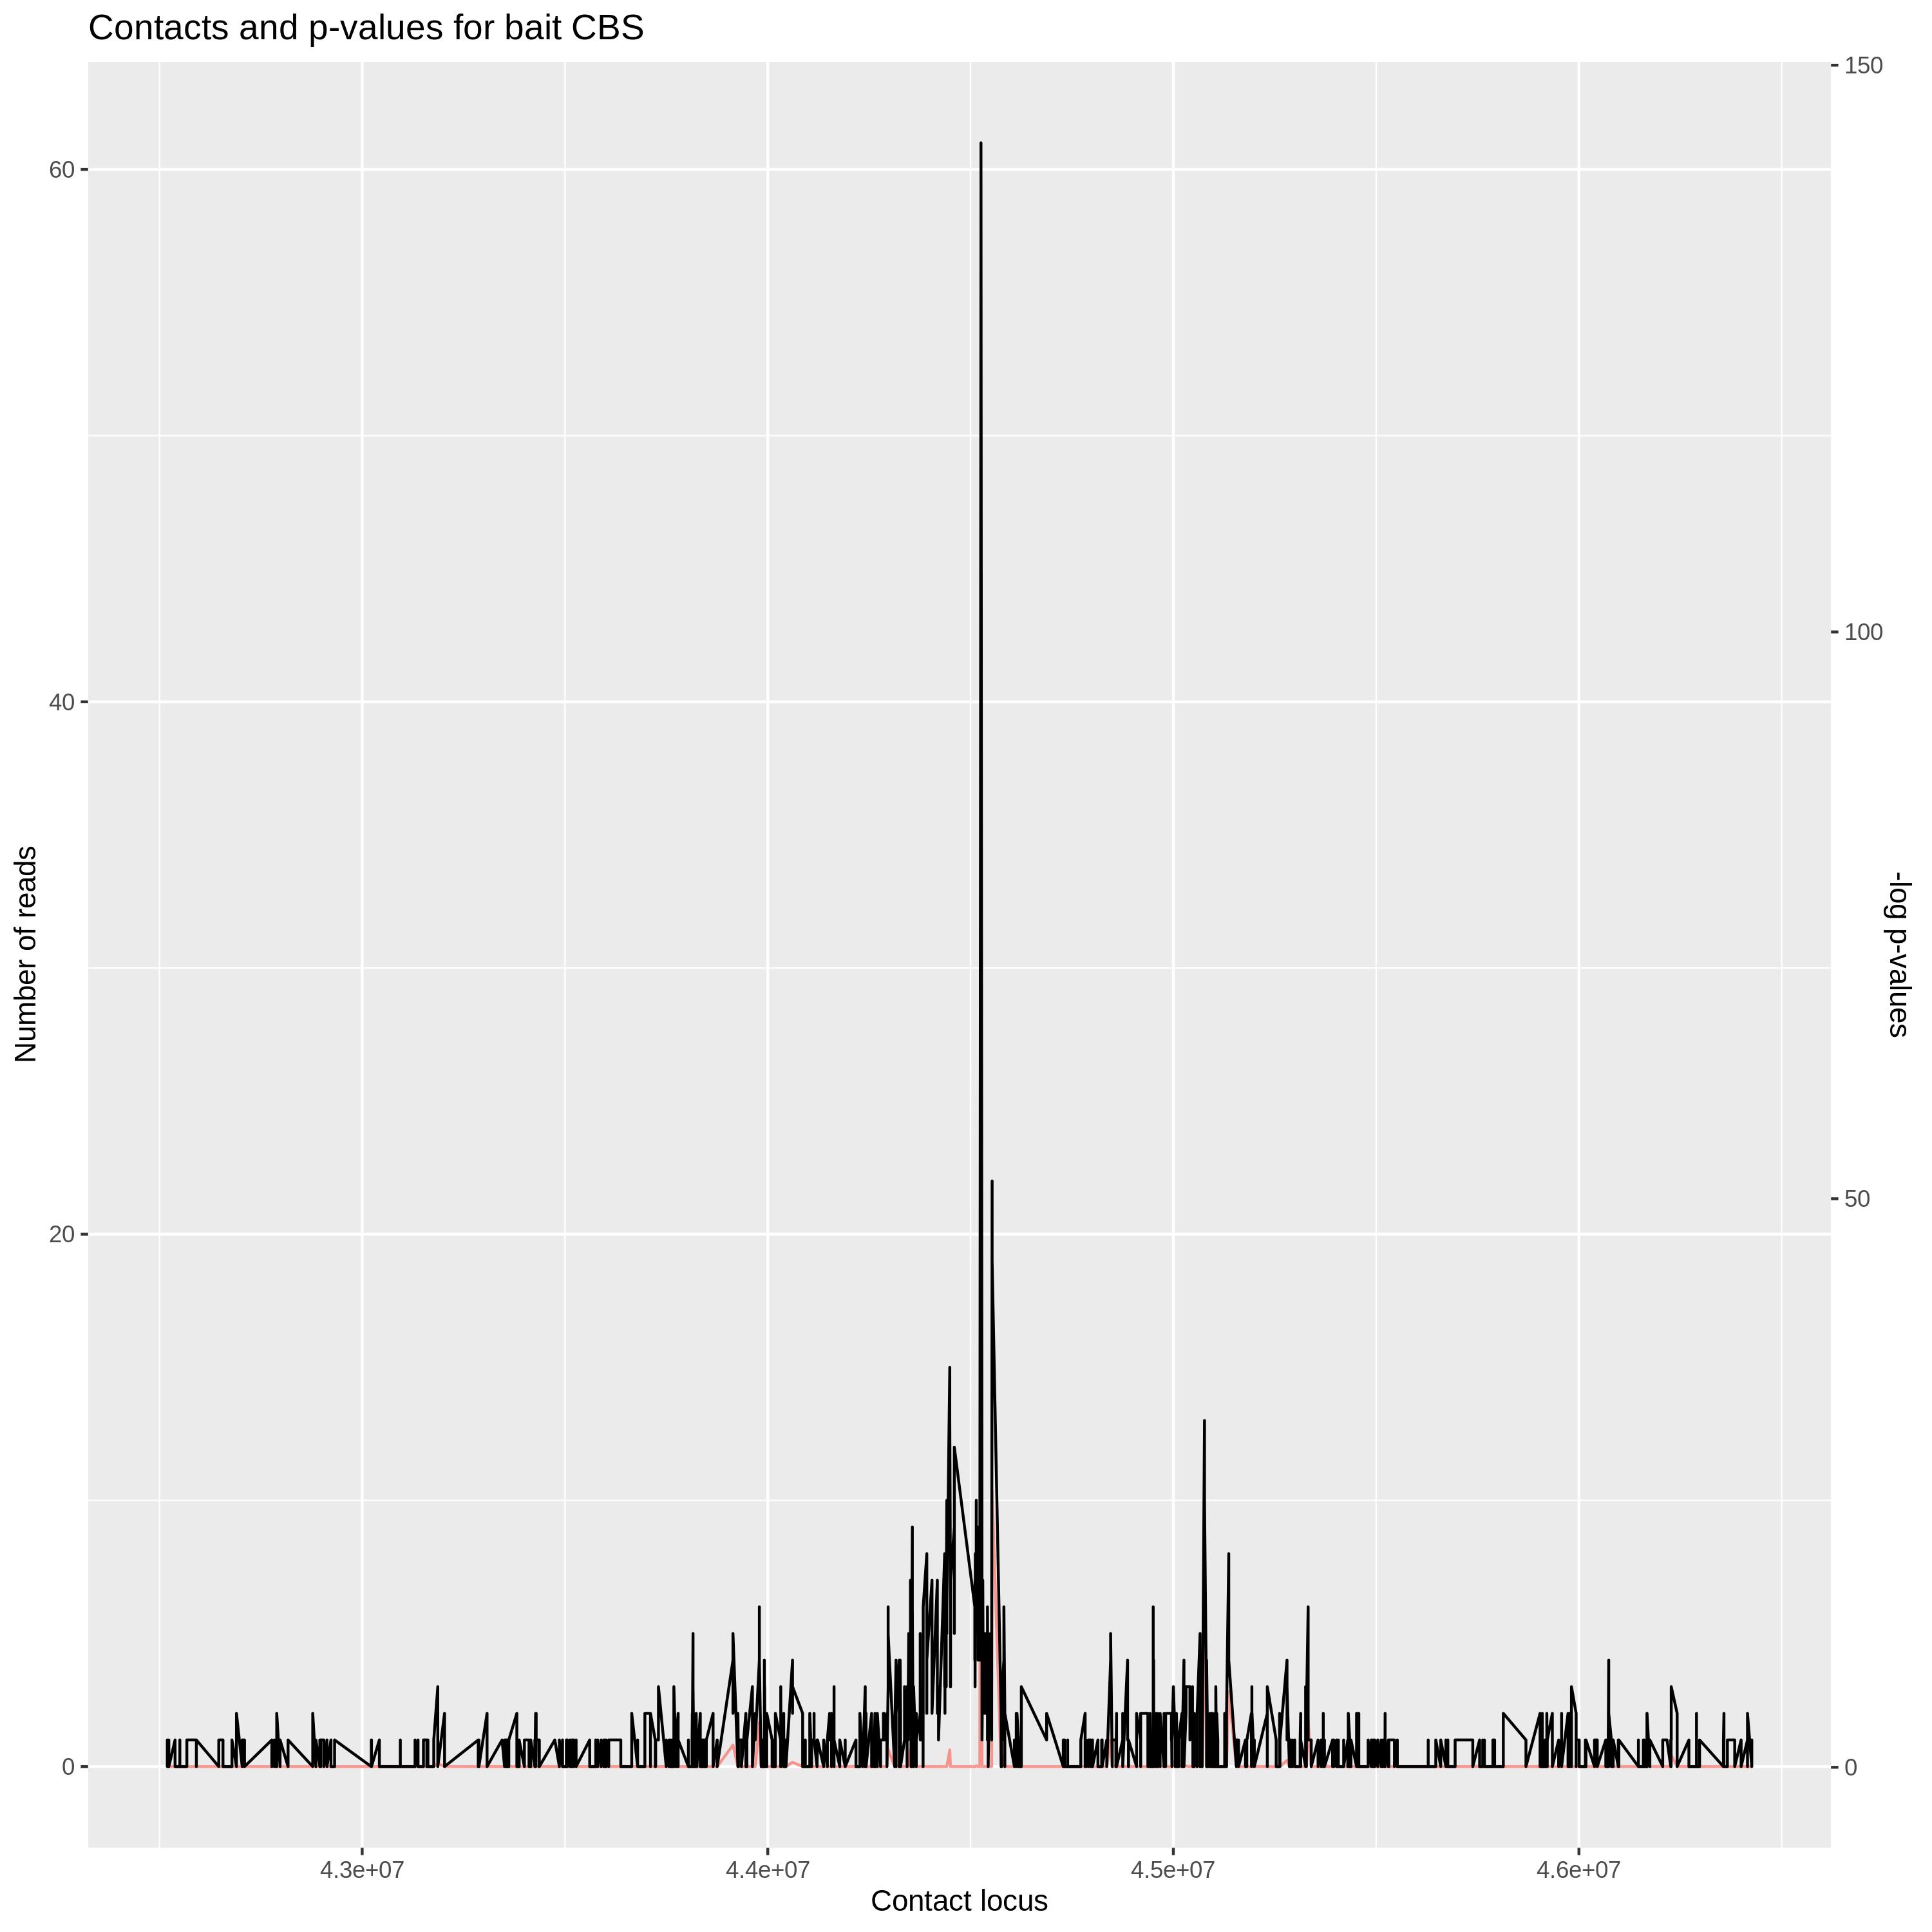 Contacts and p-values for bait CBS
150
60
100
40
Number of reads
-log p-values
50
20
0
0
4.3e+07
4.4e+07
4.5e+07
4.6e+07
Contact locus